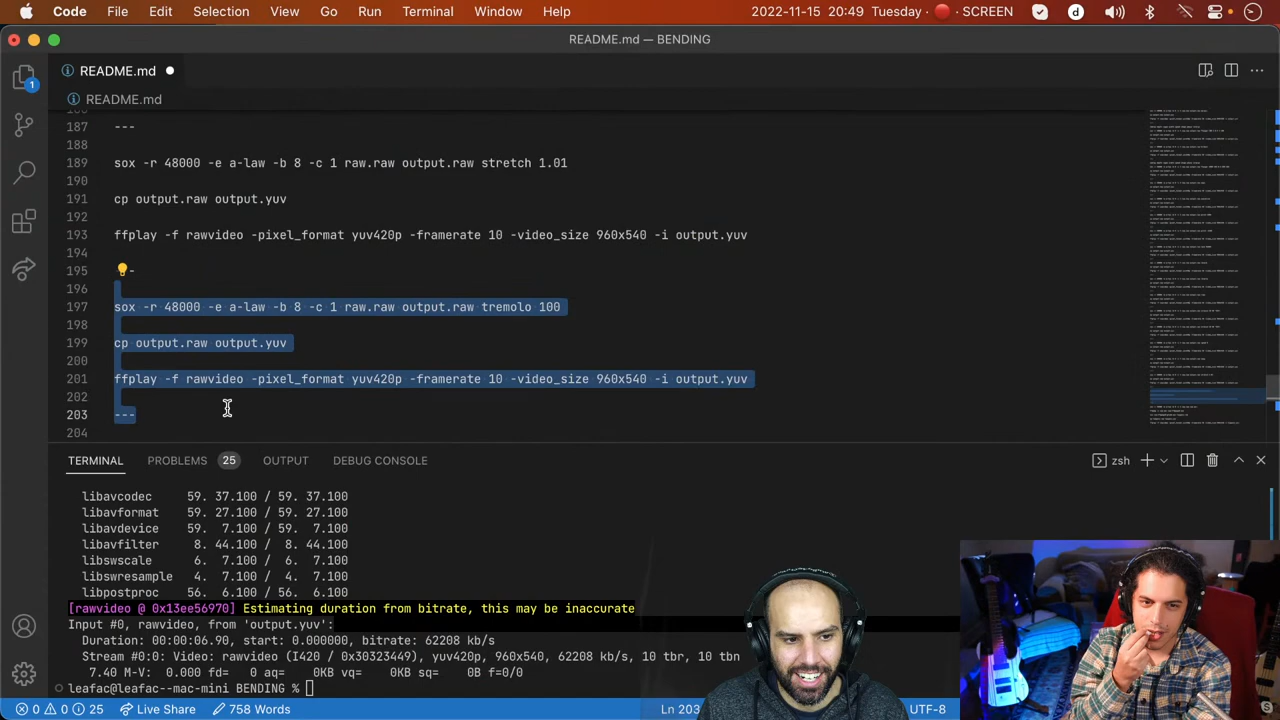 Code File Edit Selection View Go Run Terminal Window Help 2022-11-15 20:49 Tuesday SCREEN d
README.md — BENDING
README.md
1
README.md
187 ---
188
189 sox -r 48000 -e a-law -b 8 -c 1 raw.raw output.raw stretch 1.01
190
191 cp output.raw output.yuv
192
193 ffplay -f rawvideo -pixel_format yuv420p -framerate 10 -video_size 960x540 -i output.yuv
194
195 -
196
197 sox -r 48000 -e a-law -b 8 -c 1 raw.raw output.raw tremolo 100
198
199 cp output.raw output.yuv
200
201 ffplay -f rawvideo -pixel_format yuv420p -framerate 10 -video_size 960x540 -i output.yuv
202
203 ---
204
TERMINAL PROBLEMS 25 OUTPUT DEBUG CONSOLE zsh
libavcodec 59. 37.100 / 59. 37.100
libavformat 59. 27.100 / 59. 27.100
libavdevice 59. 7.100 / 59. 7.100
libavfilter 8. 44.100 / 8. 44.100
libswscale 6. 7.100 / 6. 7.100
libswresample 4. 7.100 / 4. 7.100
libpostproc 56. 6.100 / 56. 6.100
[rawvideo @ 0x13ee56970] Estimating duration from bitrate, this may be inaccurate
Input #0, rawvideo, from 'output.yuv':
Duration: 00:00:06.90, start: 0.000000, bitrate: 62208 kb/s
Stream #0:0: Video: rawvideo (I420 / 0x30323449), yuv420p, 960x540, 62208 kb/s, 10 tbr, 10 tbn
7.40 M-V: 0.000 fd= 0 aq= 0KB vq= 0KB sq= 0B f=0/0
leafac@leafac--mac-mini BENDING %
0 0 25 Live Share 758 Words Ln 203 UTF-8